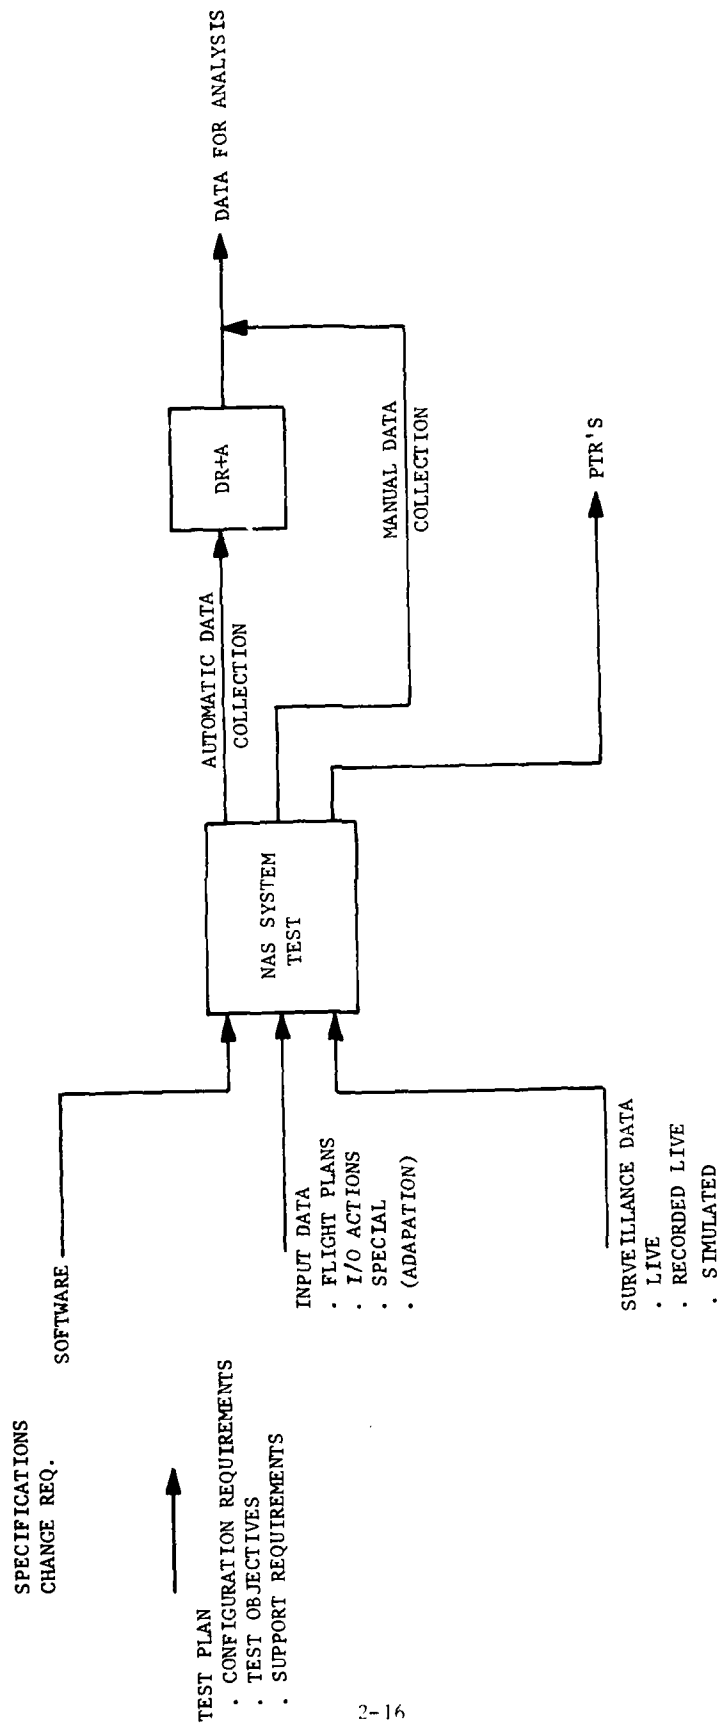 SPECIFICATIONS
CHANGE REQ.
SOFTWARE
TEST PLAN
. CONFIGURATION REQUIREMENTS
. TEST OBJECTIVES
. SUPPORT REQUIREMENTS
INPUT DATA
. FLIGHT PLANS
. I/O ACTIONS
. SPECIAL
. (ADAPATION)
SURVEILLANCE DATA
. LIVE
. RECORDED LIVE
. SIMULATED
NAS SYSTEM
TEST
AUTOMATIC DATA
COLLECTION
DR+A
DATA FOR ANALYSIS
MANUAL DATA
COLLECTION
PTR'S
2-16